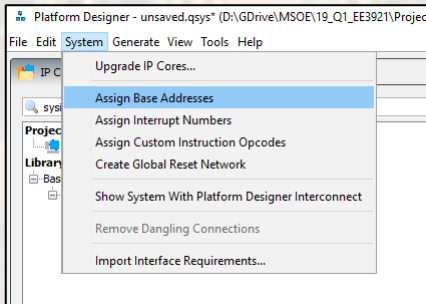 Platform Designer - unsaved.qsys* (D:\GDrive\MSOE\19_Q1_EE3921\Projec
File Edit System Generate View Tools Help
IP C
Upgrade IP Cores...
sys
Assign Base Addresses
Assign Interrupt Numbers
Projec
Assign Custom Instruction Opcodes
Library
Create Global Reset Network
Bas
Show System With Platform Designer Interconnect
Remove Dangling Connections
Import Interface Requirements...